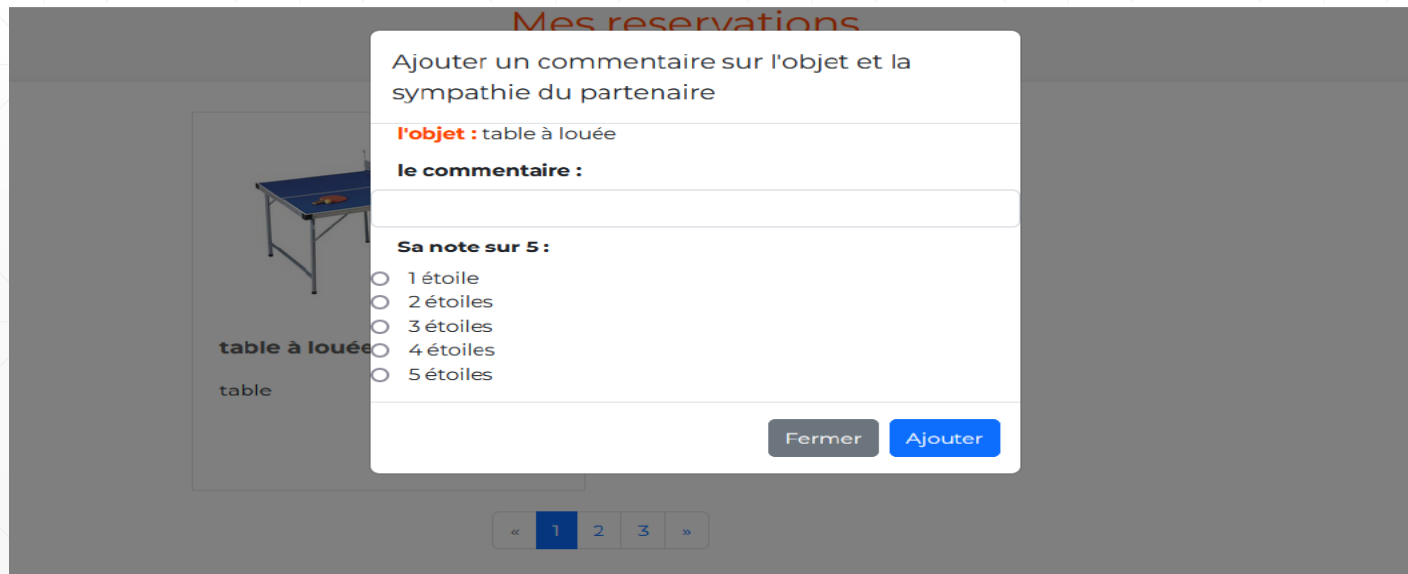 Mes reservations
Ajouter un commentaire sur l'objet et la
sympathie du partenaire
l'objet : table à louée
le commentaire :
Sa note sur 5 :
1 étoile
2 étoiles
3 étoiles
4 étoiles
5 étoiles
table à louée
table
Fermer Ajouter
« 1 2 3 »